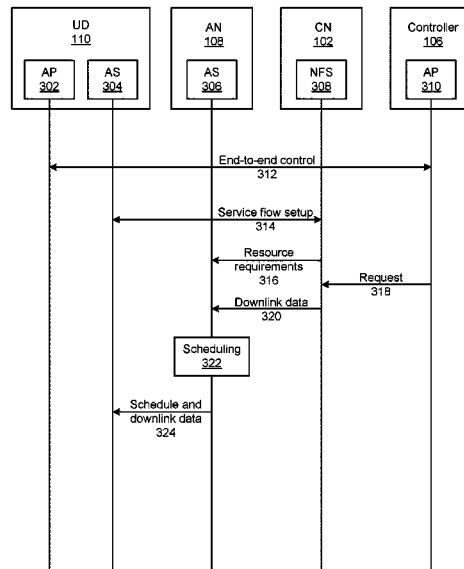 UD
110
AN
108
CN
102
Controller
106
AP
302
AS
304
AS
306
NFS
308
AP
310
End-to-end control
312
Service flow setup
314
Resource
requirements
316
Request
318
Downlink data
320
Scheduling
322
Schedule and
downlink data
324